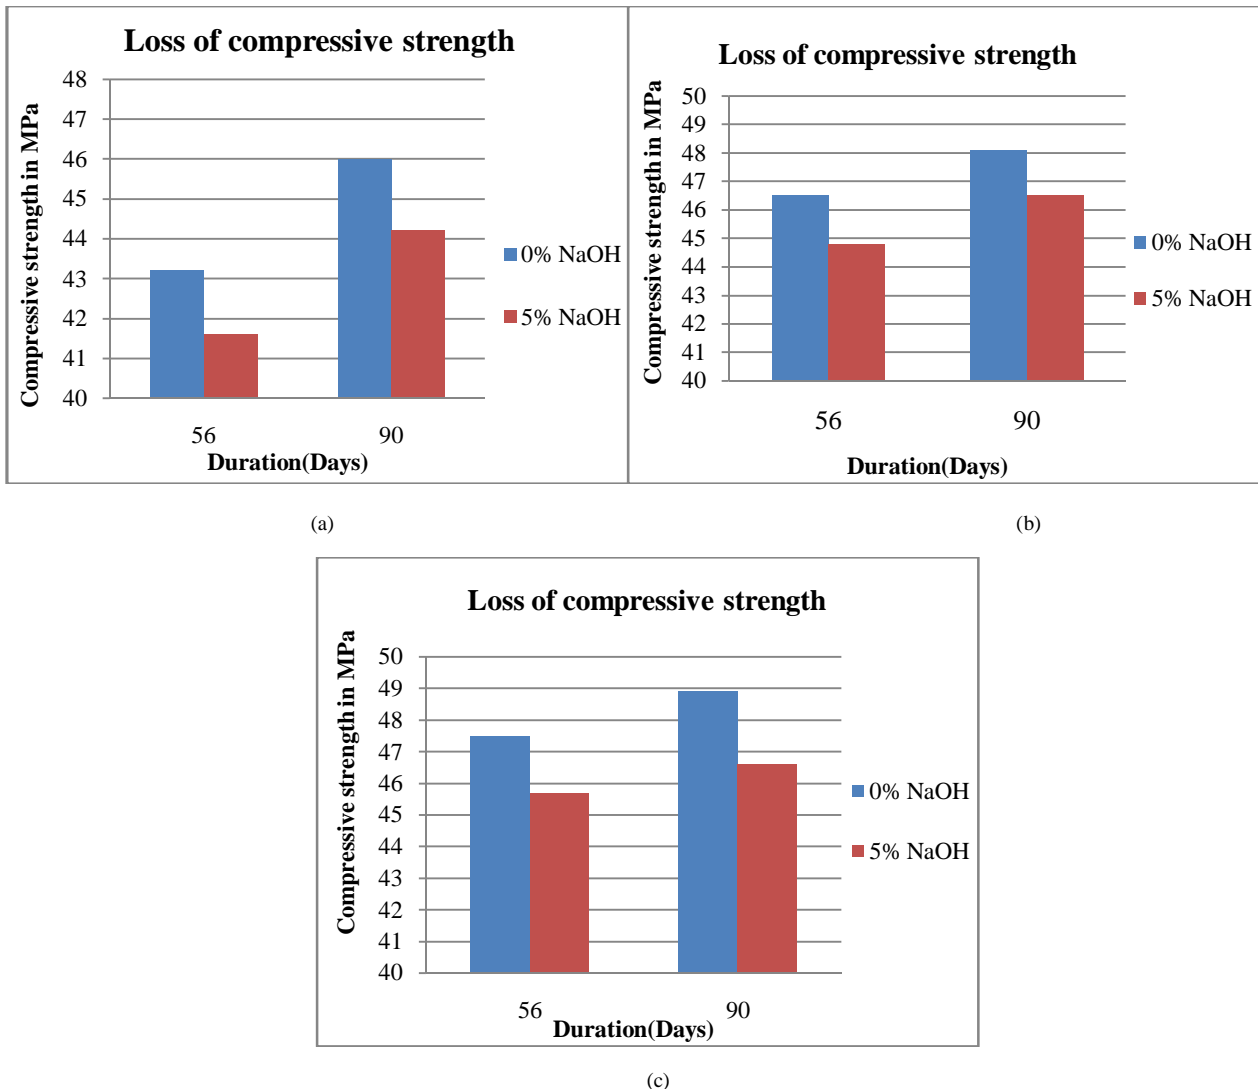 Loss of compressive strength
Compressive strength in MPa
48
47
46
45
44
43
42
41
40
56
90
Duration(Days)
0% NaOH
5% NaOH
(a)
Loss of compressive strength
Compressive strength in MPa
50
49
48
47
46
45
44
43
42
41
40
56
90
Duration(Days)
0% NaOH
5% NaOH
(b)
Loss of compressive strength
Compressive strength in MPa
50
49
48
47
46
45
44
43
42
41
40
56
90
Duration(Days)
0% NaOH
5% NaOH
(c)